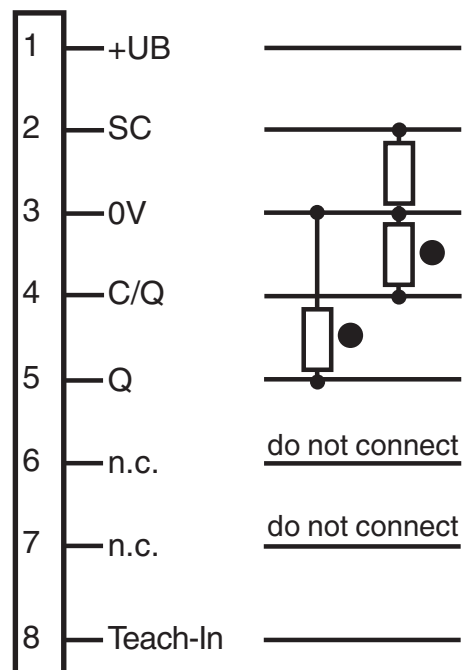 1 +UB
2 SC
3 0V
4 C/Q
5 Q
6 n.c. do not connect
7 n.c. do not connect
8 Teach-In